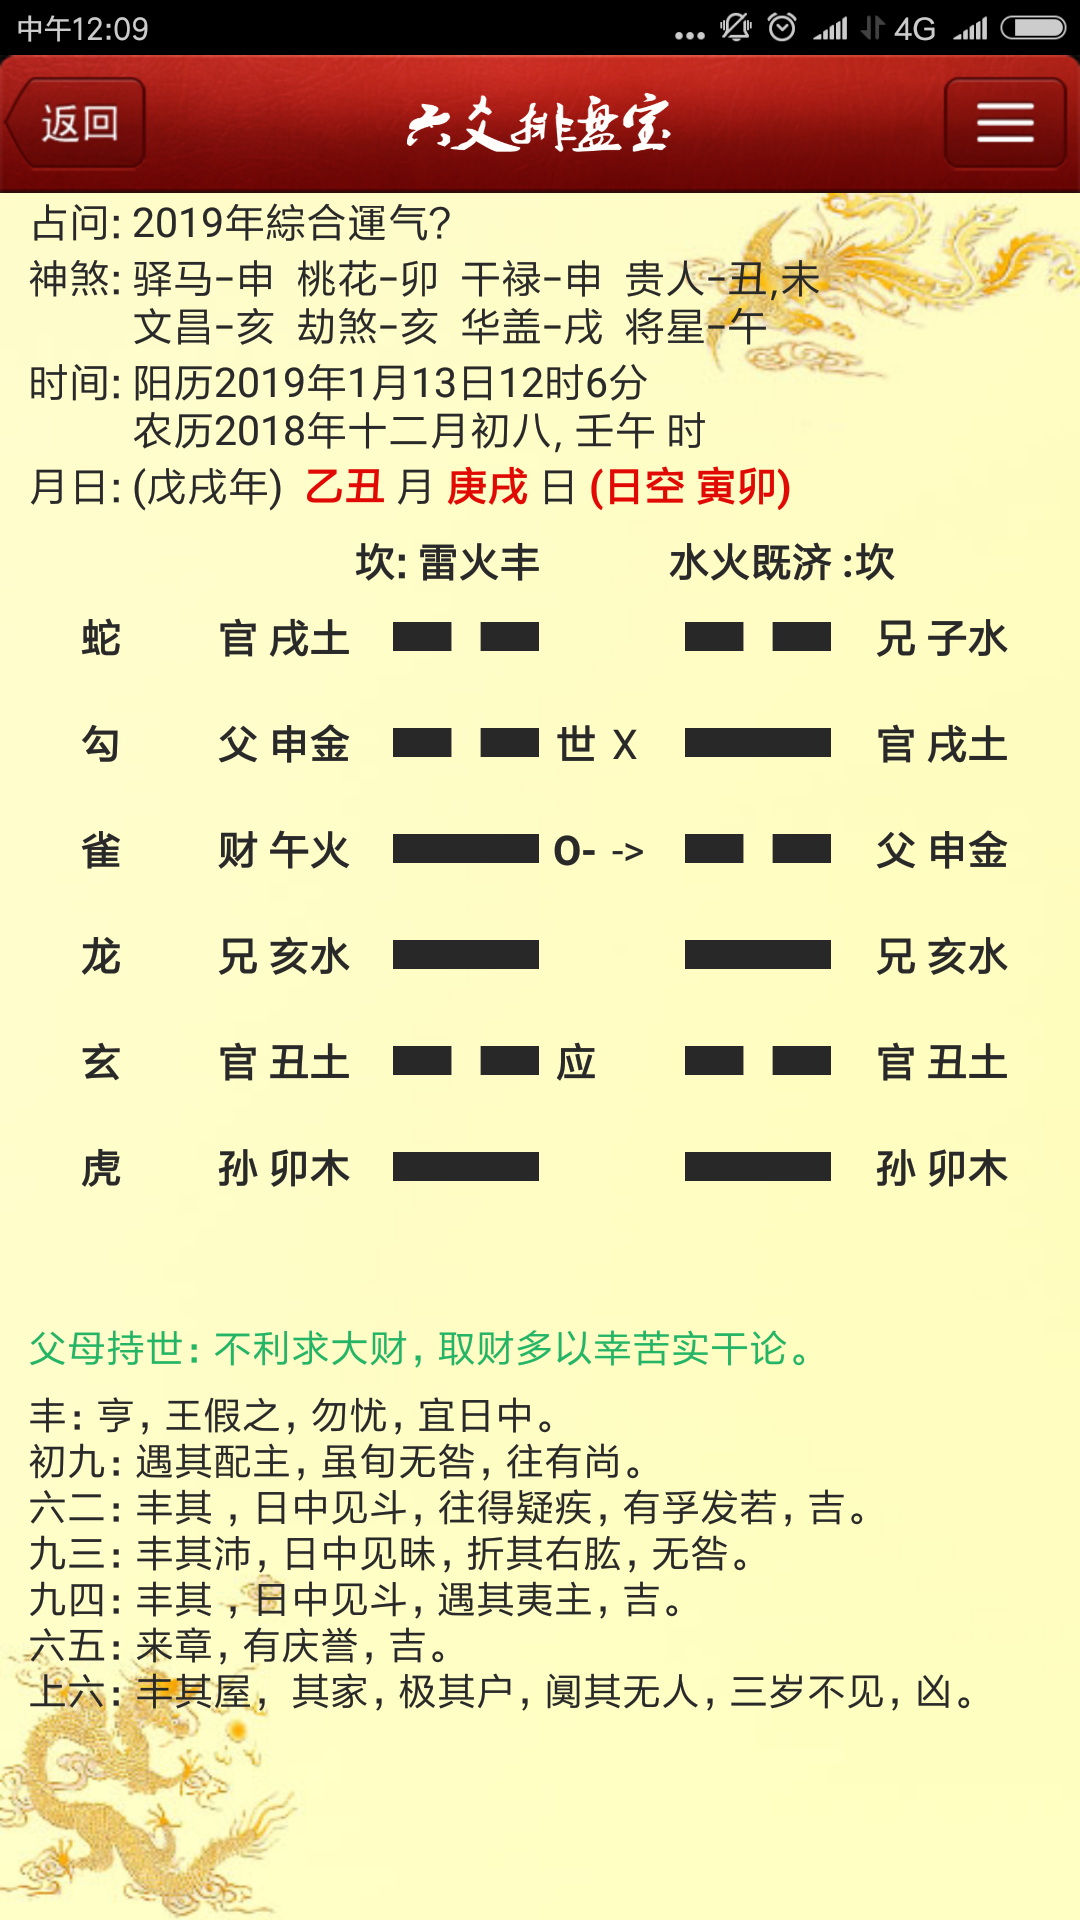 中午12:09
4G
返回
六爻排盘宝
占问: 2019年綜合運气?
神煞: 驿马-申 桃花-卯 干禄-申 贵人-丑,未
文昌-亥 劫煞-亥 华盖-戌 将星-午
时间: 阳历2019年1月13日12时6分
农历2018年十二月初八, 壬午 时
月日: (戊戌年) 乙丑 月 庚戌 日 (日空 寅卯)
坎: 雷火丰 水火既济 :坎
蛇 官 戌土 兄 子水
勾 父 申金 世 X 官 戌土
雀 财 午火 O- -> 父 申金
龙 兄 亥水 兄 亥水
玄 官 丑土 应 官 丑土
虎 孙 卯木 孙 卯木
父母持世: 不利求大财, 取财多以幸苦实干论。
丰: 亨, 王假之, 勿忧, 宜日中。
初九: 遇其配主, 虽旬无咎, 往有尚。
六二: 丰其 , 日中见斗, 往得疑疾, 有孚发若, 吉。
九三: 丰其沛, 日中见昧, 折其右肱, 无咎。
九四: 丰其 , 日中见斗, 遇其夷主, 吉。
六五: 来章, 有庆誉, 吉。
上六: 丰其屋, 其家, 极其户, 阒其无人, 三岁不见, 凶。